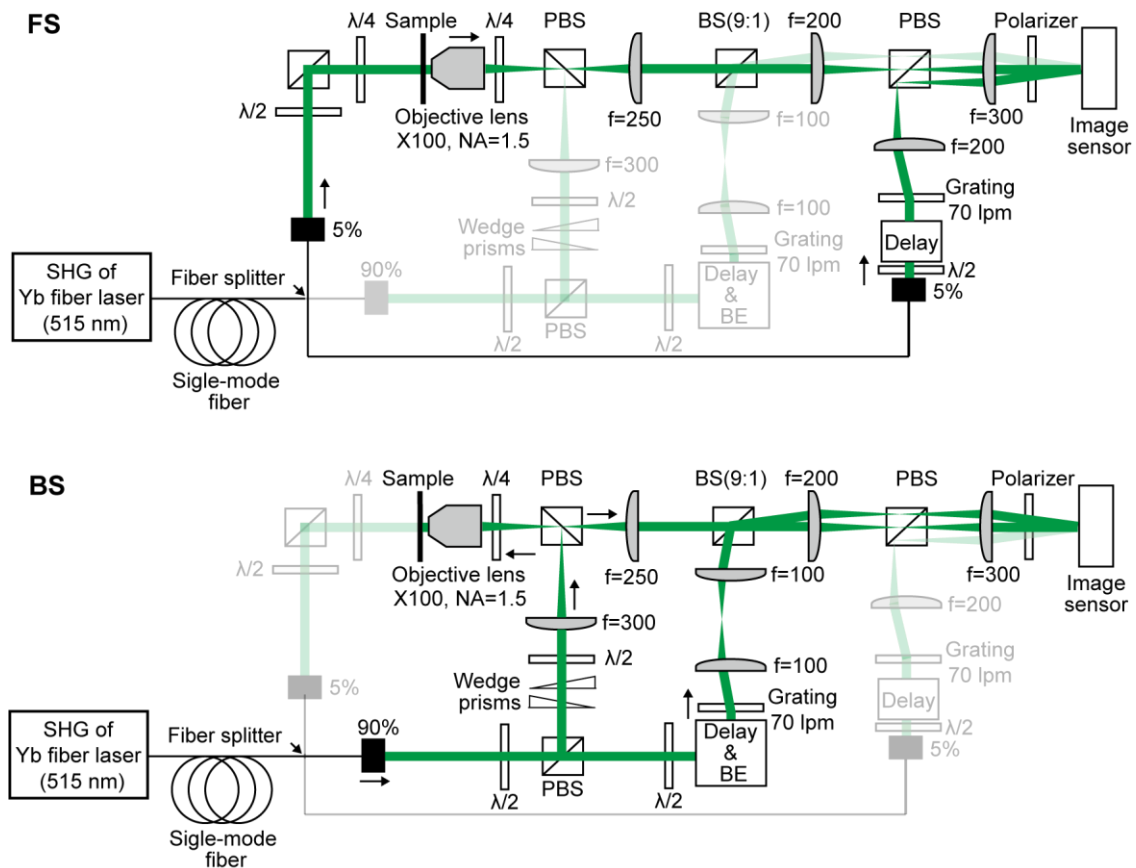 FS
λ/4
Sample
λ/4
PBS
BS(9:1)
f=200
PBS
Polarizer
λ/2
Objective lens
X100, NA=1.5
f=250
f=100
f=300
Image
sensor
f=300
f=200
λ/2
Grating
70 lpm
Wedge
prisms
f=100
5%
Grating
70 lpm
Delay
SHG of
Yb fiber laser
(515 nm)
Fiber splitter
90%
Delay
&
BE
λ/2
5%
PBS
λ/2
λ/2
Sigle-mode
fiber
BS
λ/4
Sample
λ/4
PBS
BS(9:1)
f=200
PBS
Polarizer
λ/2
Objective lens
X100, NA=1.5
f=250
f=100
f=300
Image
sensor
f=300
f=200
λ/2
Grating
70 lpm
Wedge
prisms
f=100
5%
Grating
70 lpm
Delay
SHG of
Yb fiber laser
(515 nm)
Fiber splitter
90%
Delay
&
BE
λ/2
5%
PBS
λ/2
λ/2
Sigle-mode
fiber